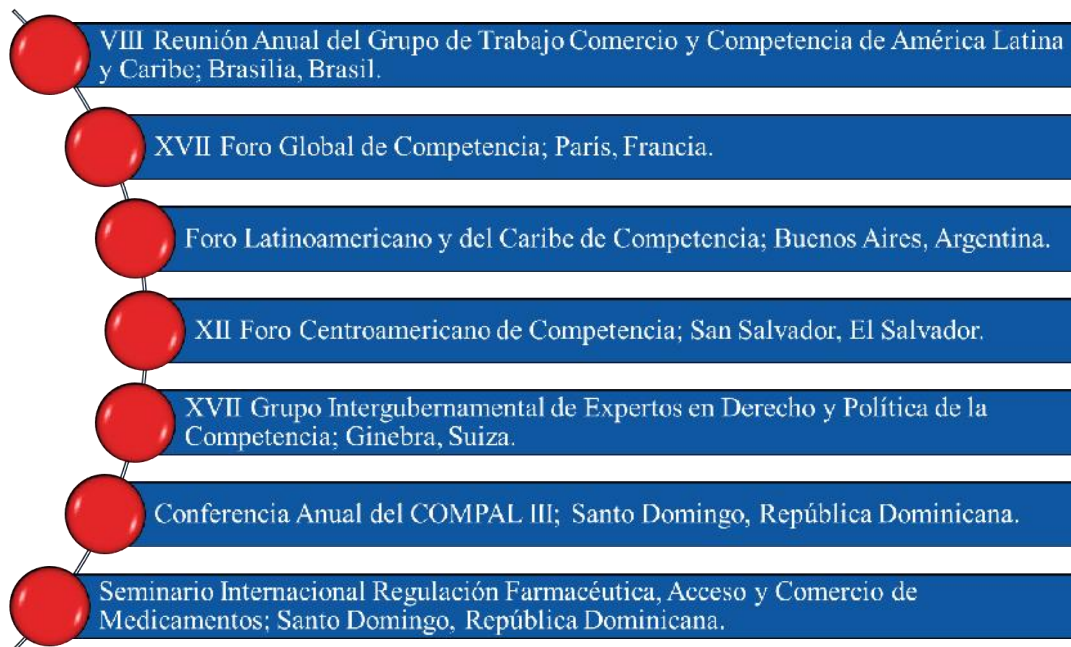 VIII Reunión Anual del Grupo de Trabajo Comercio y Competencia de América Latina
y Caribe; Brasilia, Brasil.
XVII Foro Global de Competencia; París, Francia.
Foro Latinoamericano y del Caribe de Competencia; Buenos Aires, Argentina.
XII Foro Centroamericano de Competencia; San Salvador, El Salvador.
XVII Grupo Intergubernamental de Expertos en Derecho y Política de la
Competencia; Ginebra, Suiza.
Conferencia Anual del COMPAL III; Santo Domingo, República Dominicana.
Seminario Internacional Regulación Farmacéutica, Acceso y Comercio de
Medicamentos; Santo Domingo, República Dominicana.